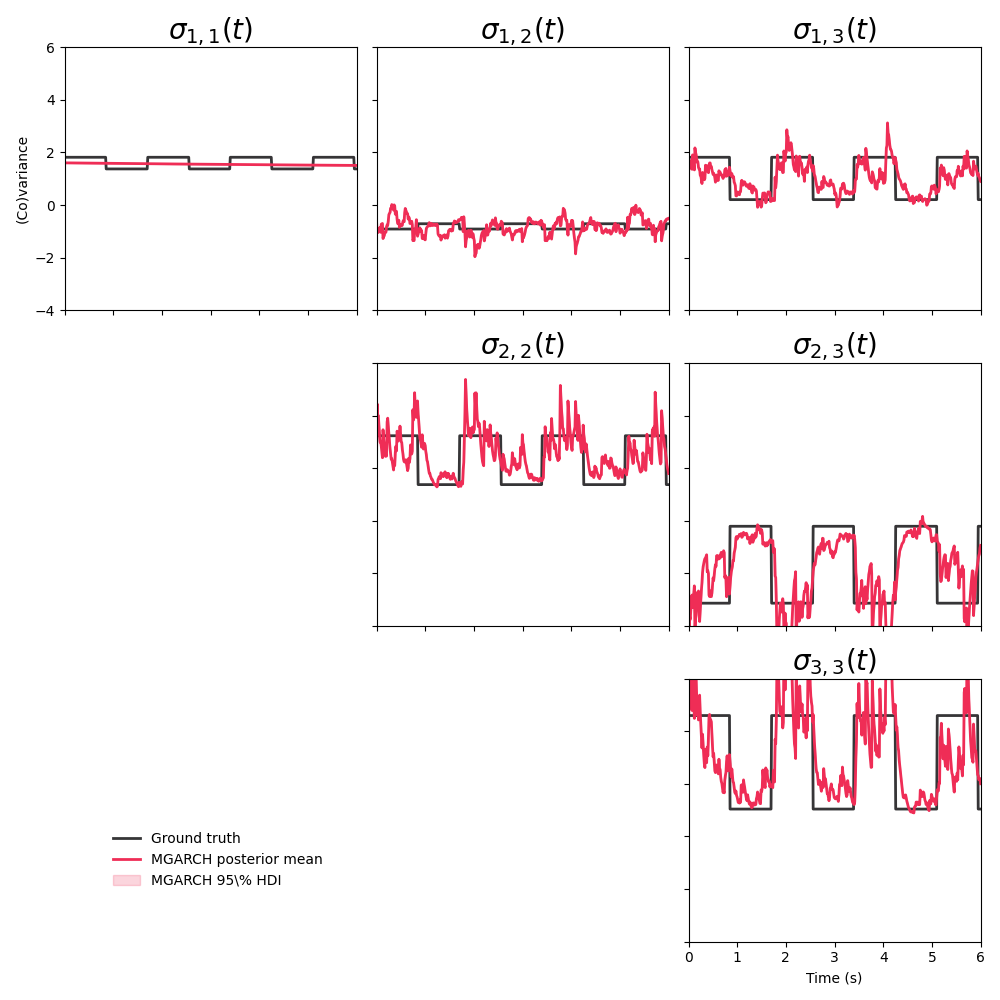 σ1,1(t)
σ1,2(t)
σ1,3(t)
6
4
2
0
−2
−4
(Co)variance
σ2,2(t)
σ2,3(t)
σ3,3(t)
Ground truth
MGARCH posterior mean
MGARCH 95\% HDI
0 1 2 3 4 5 6
Time (s)